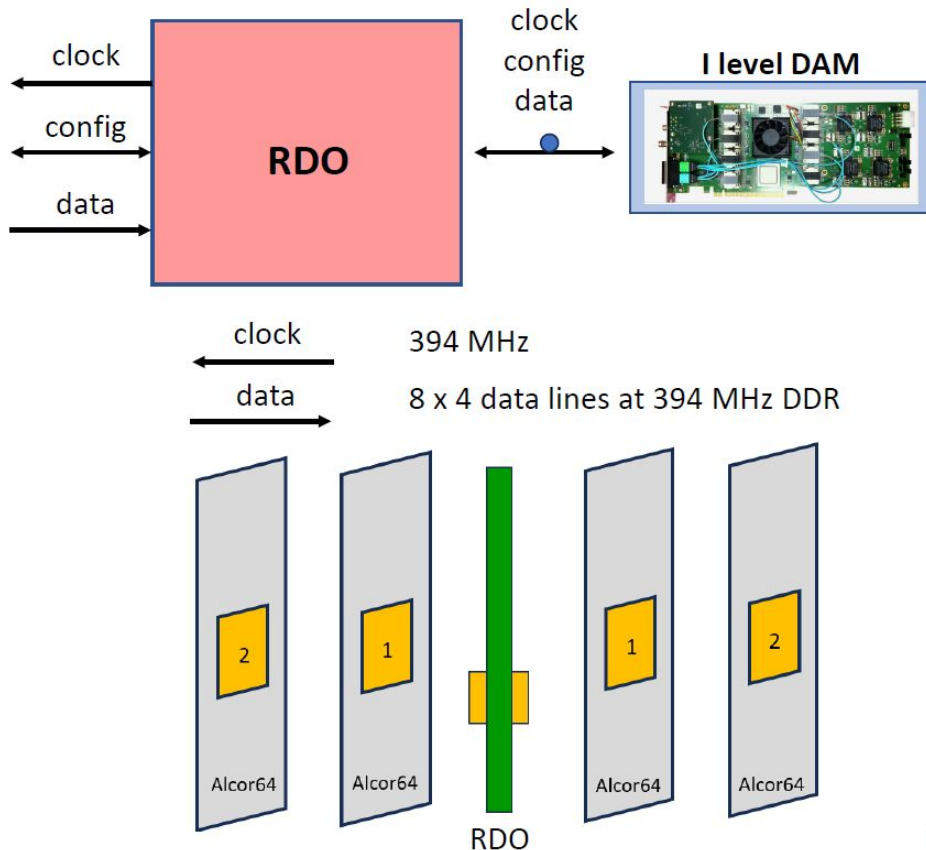 clock
config
data
RDO
clock
config
data
I level DAM
clock
394 MHz
data
8 x 4 data lines at 394 MHz DDR
2
1
1
2
Alcor64
Alcor64
Alcor64
Alcor64
RDO